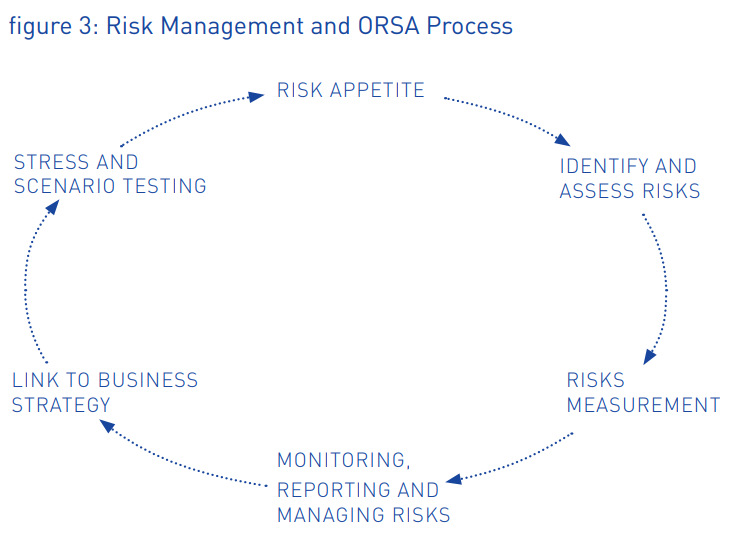 figure 3: Risk Management and ORSA Process
RISK APPETITE
IDENTIFY AND
ASSESS RISKS
RISKS
MEASUREMENT
MONITORING,
REPORTING AND
MANAGING RISKS
LINK TO BUSINESS
STRATEGY
STRESS AND
SCENARIO TESTING